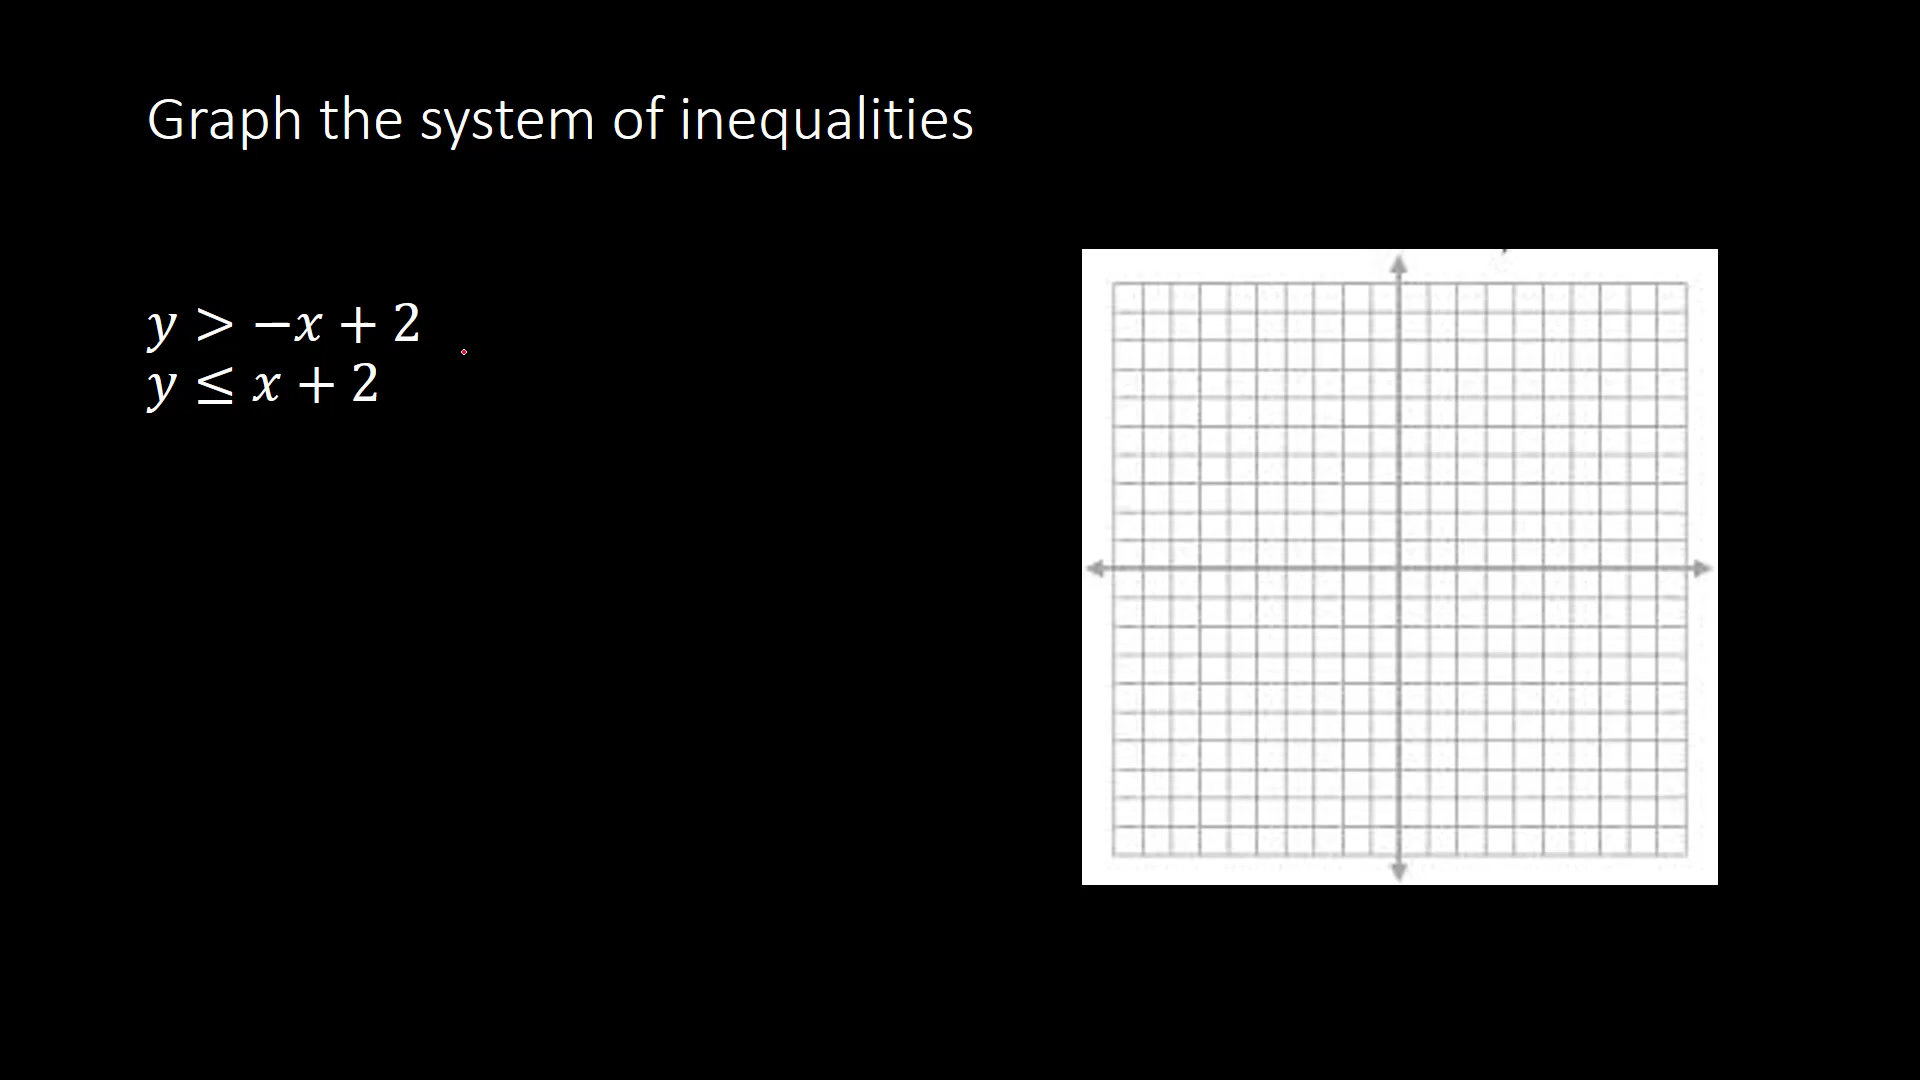 Graph the system of inequalities
𝑦 > −𝑥 + 2
𝑦 ≤ 𝑥 + 2